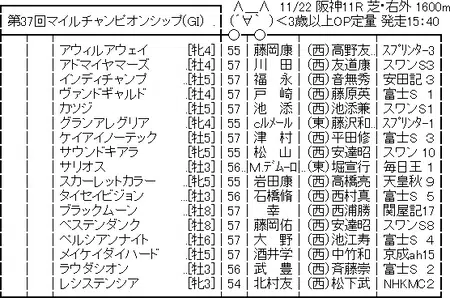 第37回マイルチャンピオンシップ(GI) ∧＿∧ 11/22 阪神11R 芝・右外 1600m
(´∀｀) <3歳以上OP定量 発走15:40
アウィルアウェイ ..[牝4] 55 藤岡康 (西)高野友.. スプリンター3
アドマイヤマーズ ..[牡4] 57 川田 (西)友道康 スワンS3
インディチャンプ ..[牡5] 57 福永 (西)音無秀 安田記 3
ヴァンドギャルド ..[牡4] 57 戸崎 (西)藤原英 富士S 1
カツジ ..[牡5] 57 池添 (西)池添兼 スワンS1
グランアレグリア ..[牝4] 55 cルメール (東)藤沢和.. スプリンター1
ケイアイノーテック ..[牡5] 57 津村 (西)平田修 富士S 3
サウンドキアラ ..[牝5] 55 松山 (西)安達昭 スワン 10
サリオス ..[牡3] 56.. M.デムーロ (東)堀宣行 毎日王 1
スカーレットカラー ..[牝5] 55 岩田康 (西)高橋亮 天皇秋 9
タイセイビジョン ..[牡3] 56 石橋脩 (西)西村真 富士S 5
ブラックムーン ..[牡8] 57 幸 (西)西浦勝 関屋記17
ベステンダンク ..[牡8] 57 藤岡佑 (西)安達昭 スワンS8
ペルシアンナイト ..[牡6] 57 大野 (西)池江寿 富士S 4
メイケイダイハード ..[牡5] 57 酒井学 (西)中竹和 京成ah15
ラウダシオン ..[牡3] 56 武豊 (西)斉藤崇 富士S 2
レシステンシア ..[牝3] 54 北村友 (西)松下武 NHKMC2